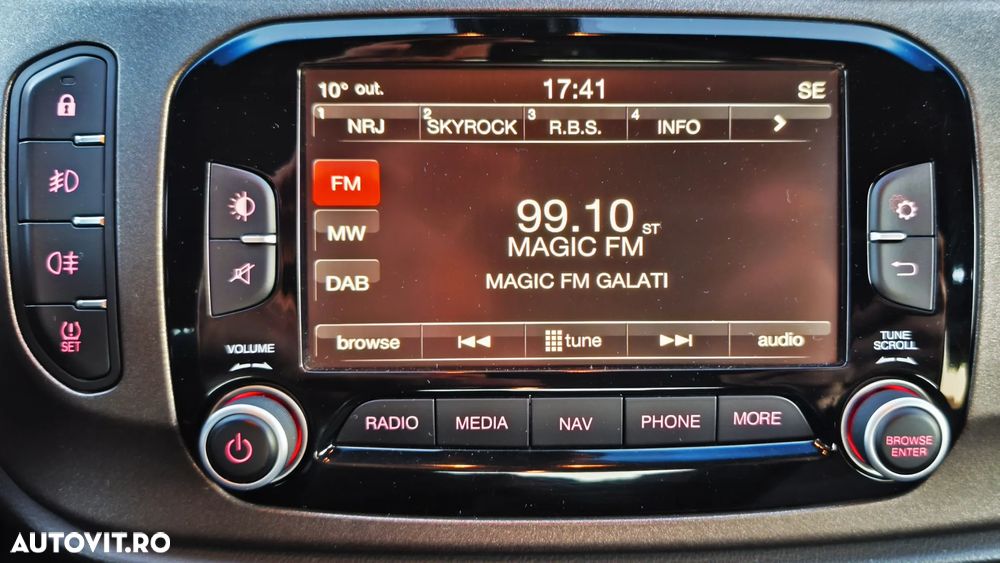 10° out. 17:41 SE
1 NRJ 2 SKYROCK 3 R.B.S. 4 INFO >
FM
MW
DAB
99.10 ST
MAGIC FM
MAGIC FM GALATI
browse tune audio
SET
VOLUME
TUNE
SCROLL
RADIO MEDIA NAV PHONE MORE
BROWSE
ENTER
AUTOVIT.RO